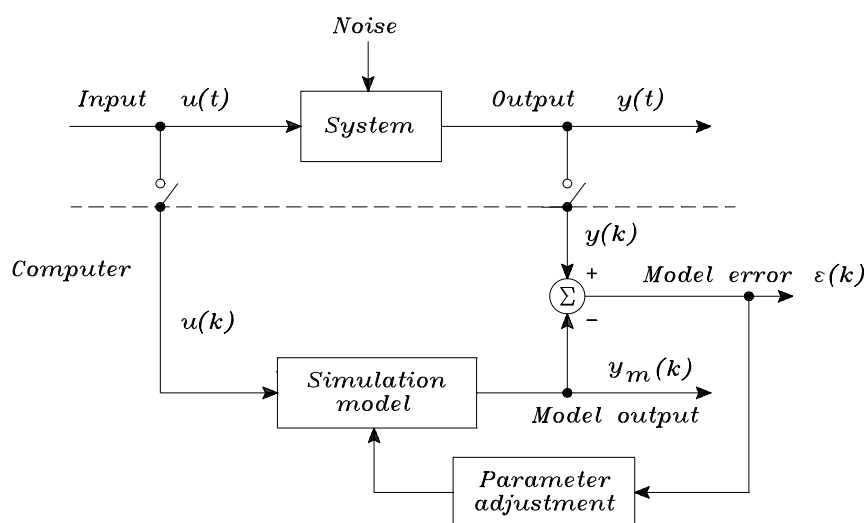 Noise
Input u(t)
System
Output y(t)
y(k)
Computer
+
Σ
Model error ε(k)
−
u(k)
Simulation
model
y_m(k)
Model output
Parameter
adjustment